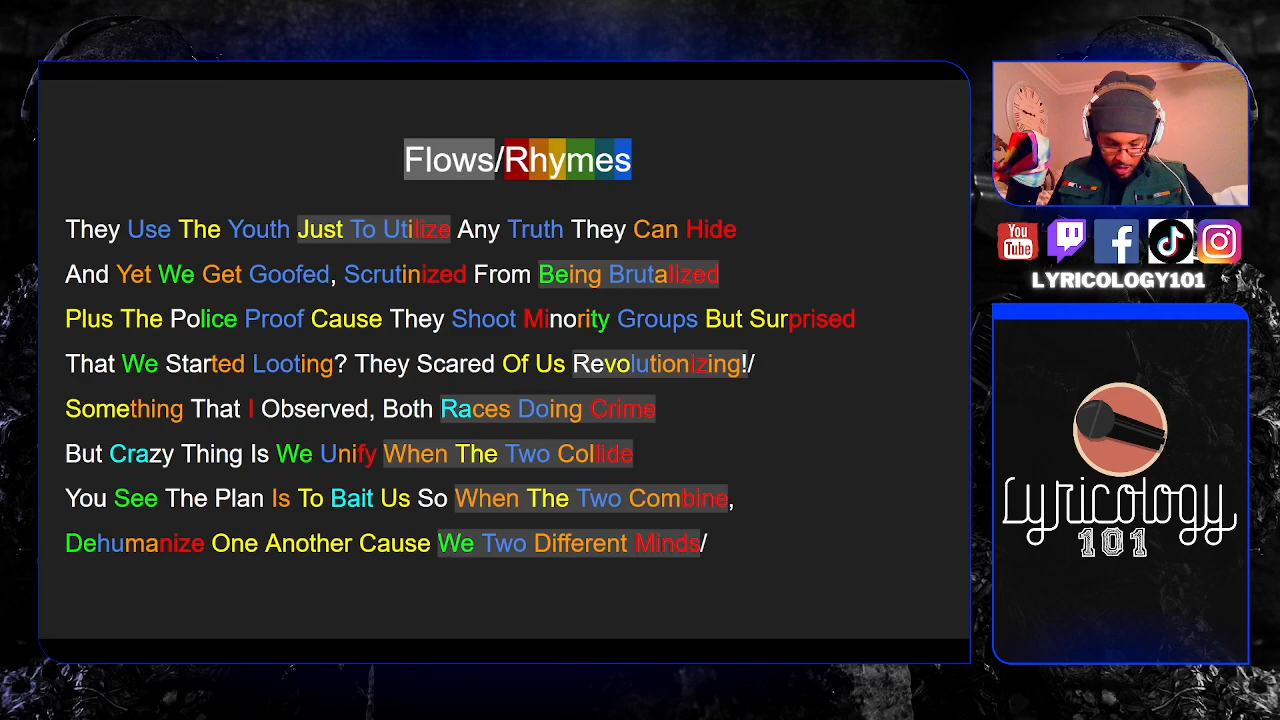 Flows/Rhymes
They Use The Youth Just To Utilize Any Truth They Can Hide
And Yet We Get Goofed, Scrutinized From Being Brutalized
Plus The Police Proof Cause They Shoot Minority Groups But Surprised
That We Started Looting? They Scared Of Us Revolutionizing!/
Something That I Observed, Both Races Doing Crime
But Crazy Thing Is We Unify When The Two Collide
You See The Plan Is To Bait Us So When The Two Combine,
Dehumanize One Another Cause We Two Different Minds/
You
Tube
LYRICOLOGY101
Lyricology
101